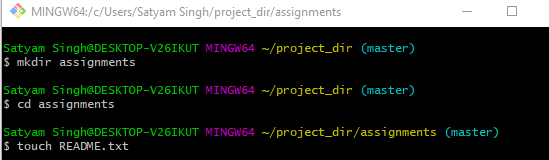 MINGW64:/c/Users/Satyam Singh/project_dir/assignments
Satyam Singh@DESKTOP-V26IKUT MINGW64 ~/project_dir (master)
$ mkdir assignments
Satyam Singh@DESKTOP-V26IKUT MINGW64 ~/project_dir (master)
$ cd assignments
Satyam Singh@DESKTOP-V26IKUT MINGW64 ~/project_dir/assignments (master)
$ touch README.txt